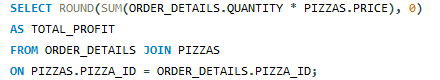 SELECT ROUND(SUM(ORDER_DETAILS.QUANTITY * PIZZAS.PRICE), 0)
AS TOTAL_PROFIT
FROM ORDER_DETAILS JOIN PIZZAS
ON PIZZAS.PIZZA_ID = ORDER_DETAILS.PIZZA_ID;